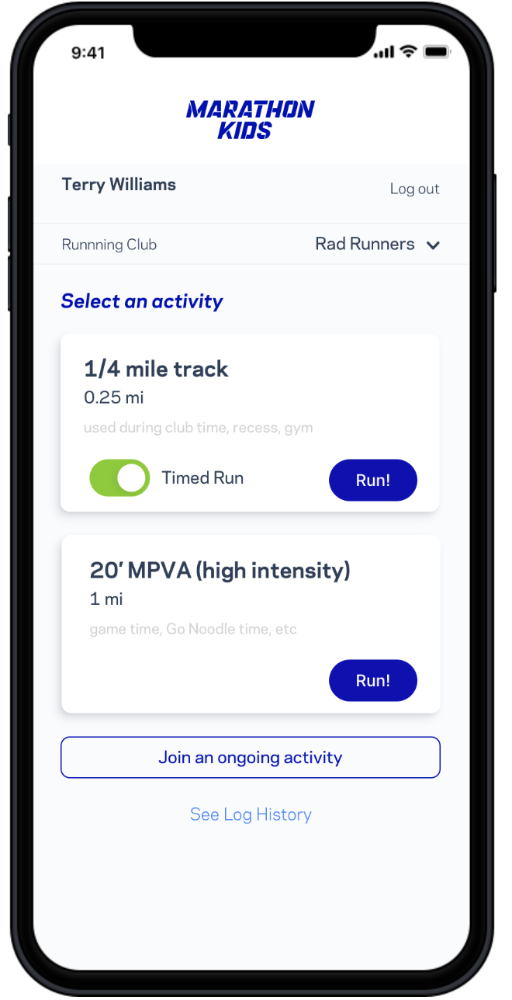 9:41
MARATHON
KIDS
Terry Williams
Log out
Runnning Club
Rad Runners
Select an activity
1/4 mile track
0.25 mi
used during club time, recess, gym
Timed Run
Run!
20′ MPVA (high intensity)
1 mi
game time, Go Noodle time, etc
Run!
Join an ongoing activity
See Log History